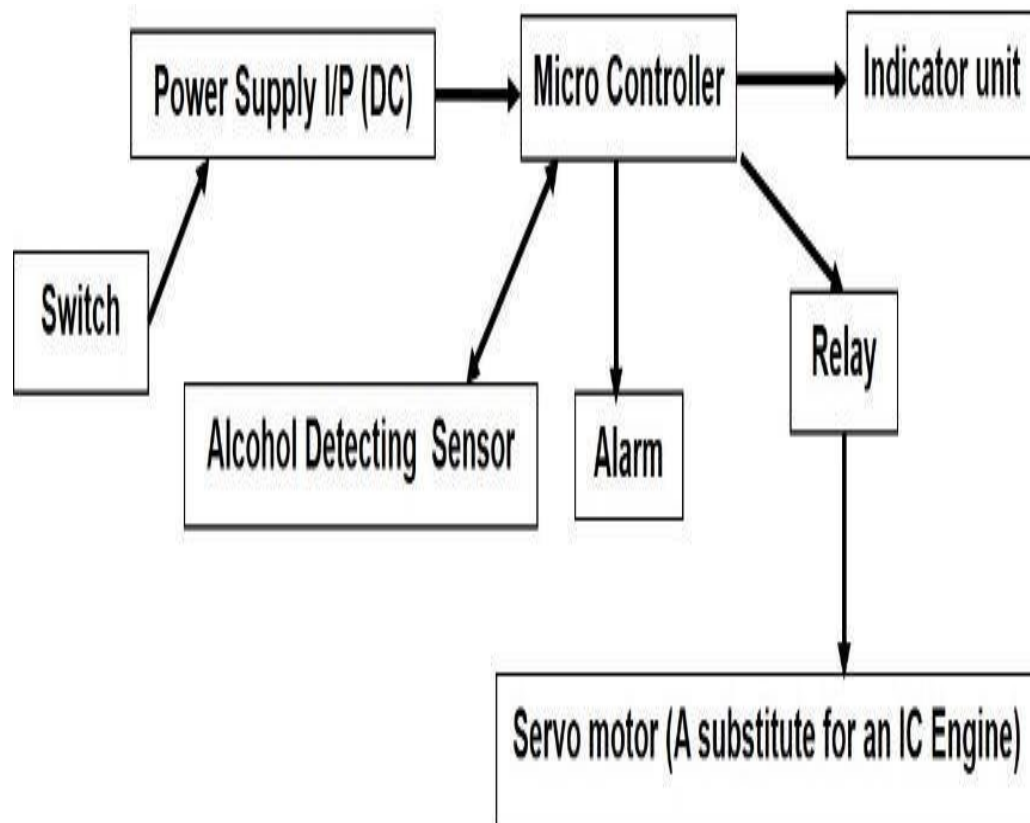 Power Supply I/P (DC)
Micro Controller
Indicator unit
Switch
Alcohol Detecting Sensor
Alarm
Relay
Servo motor (A substitute for an IC Engine)